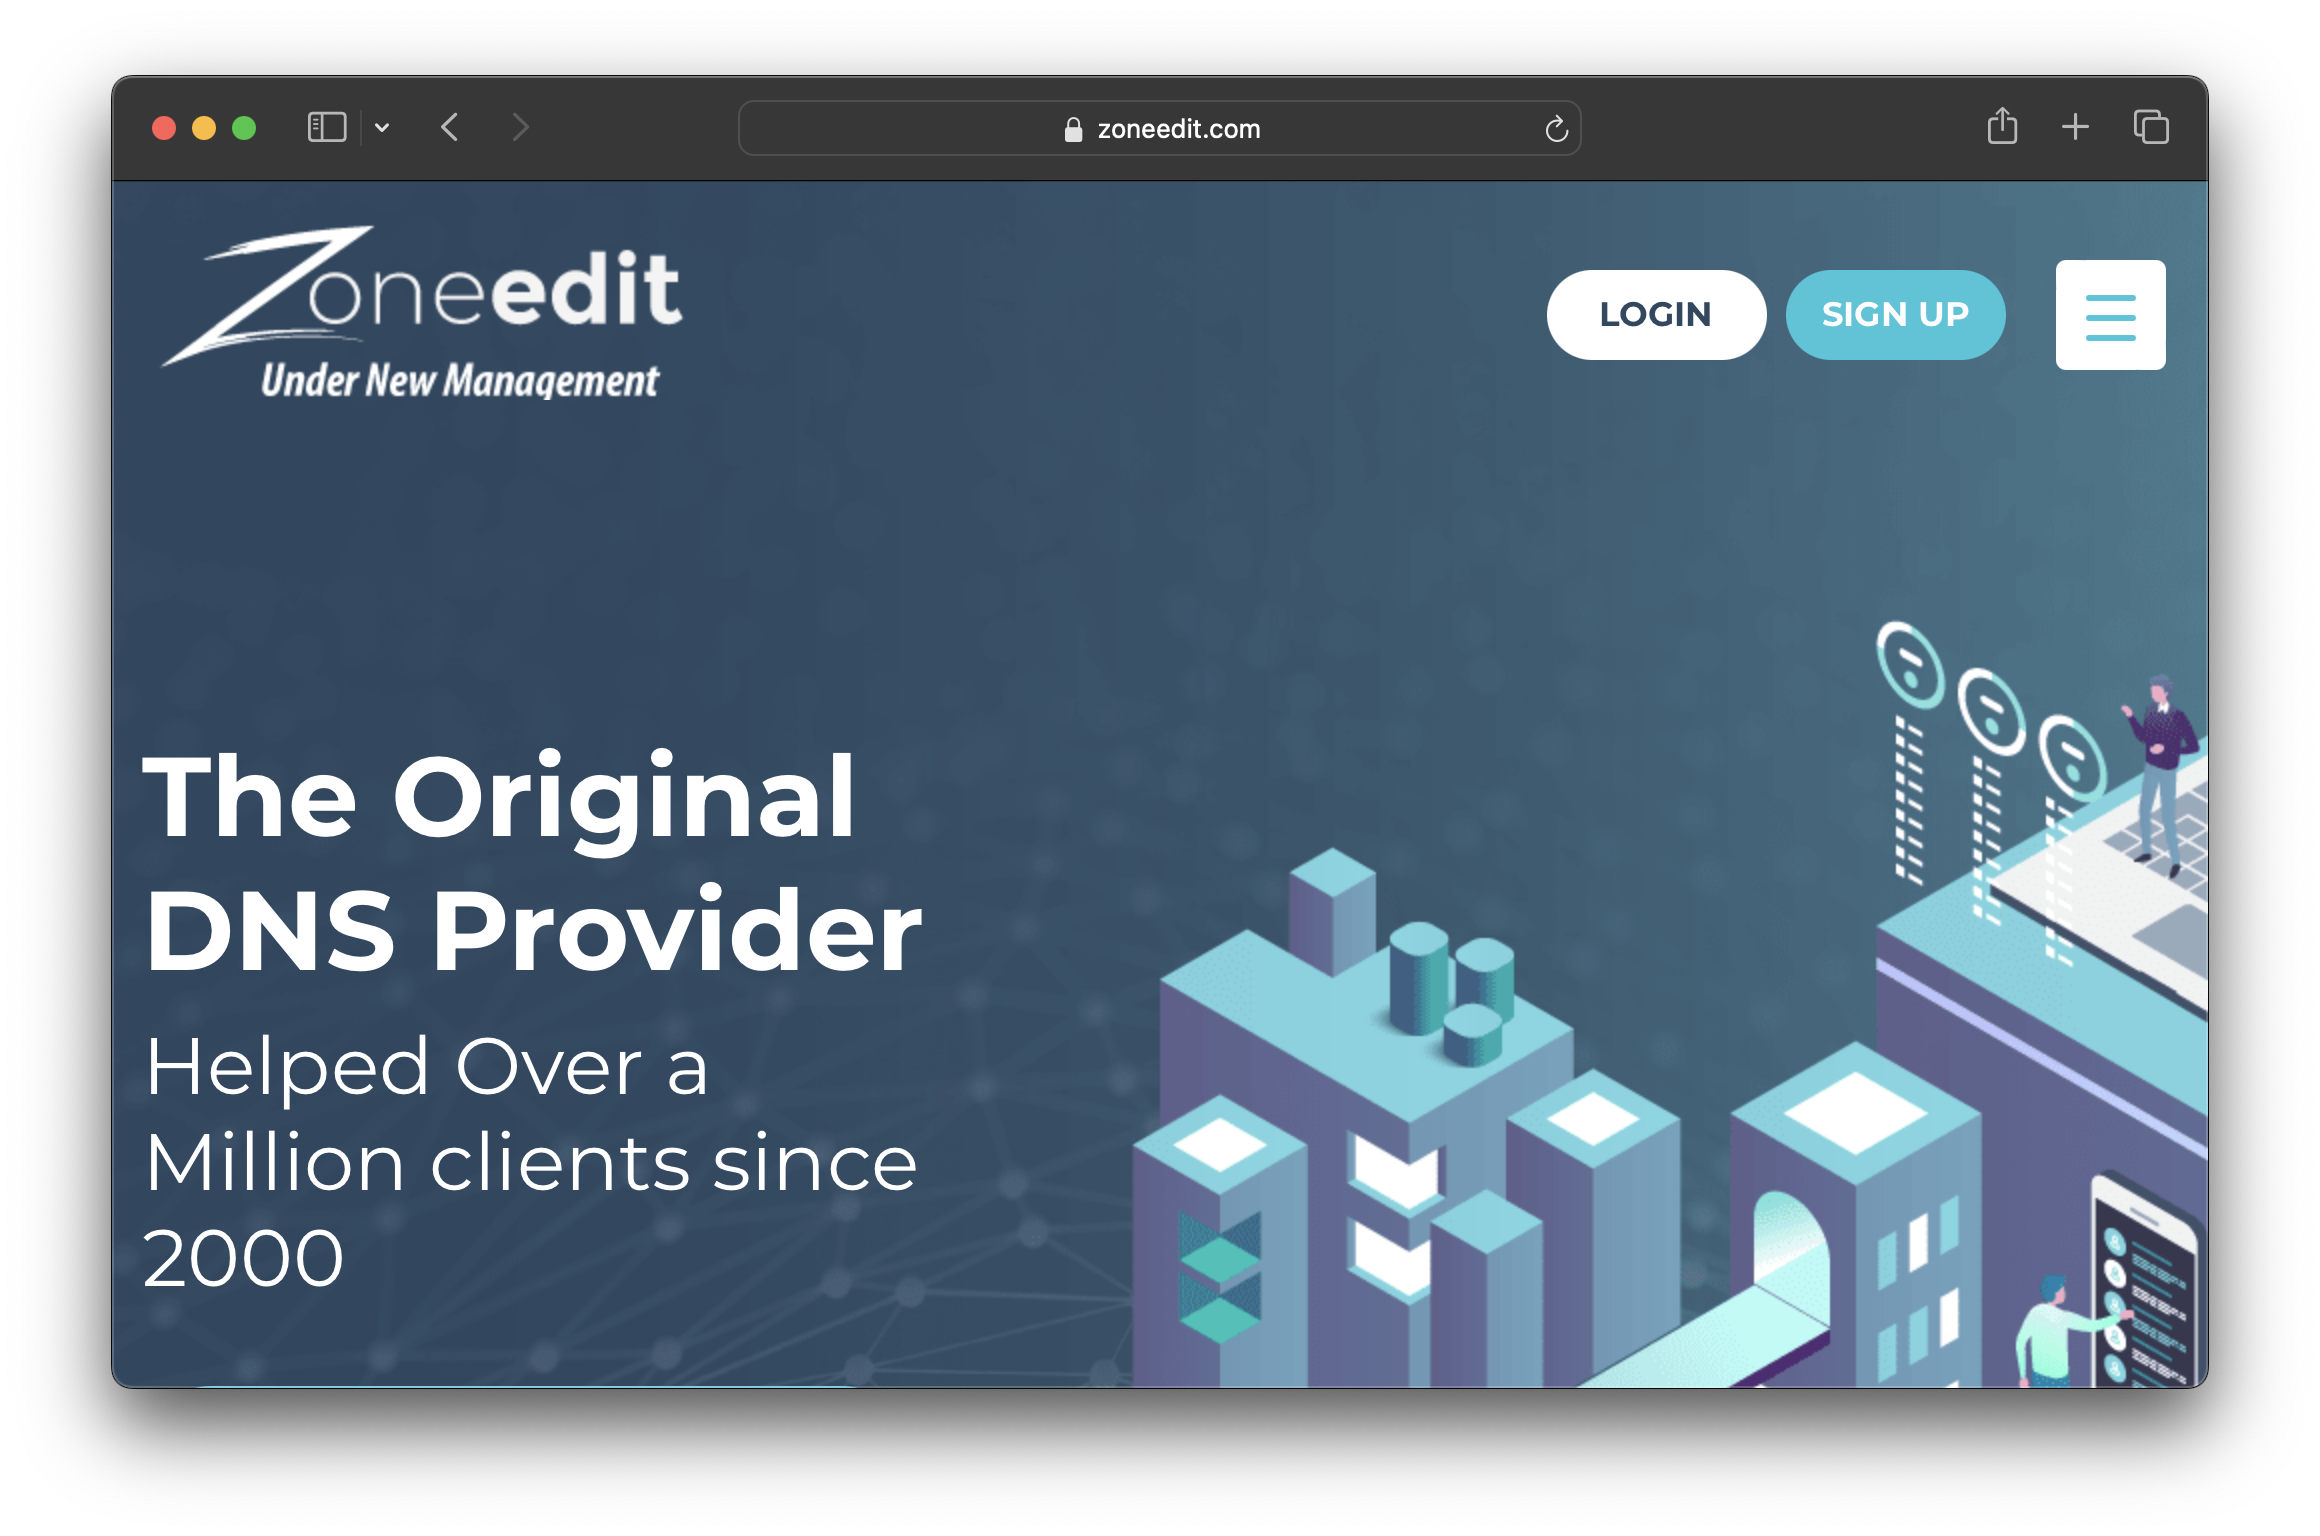 zoneedit.com
Zoneedit
Under New Management
LOGIN
SIGN UP
The Original
DNS Provider
Helped Over a
Million clients since
2000